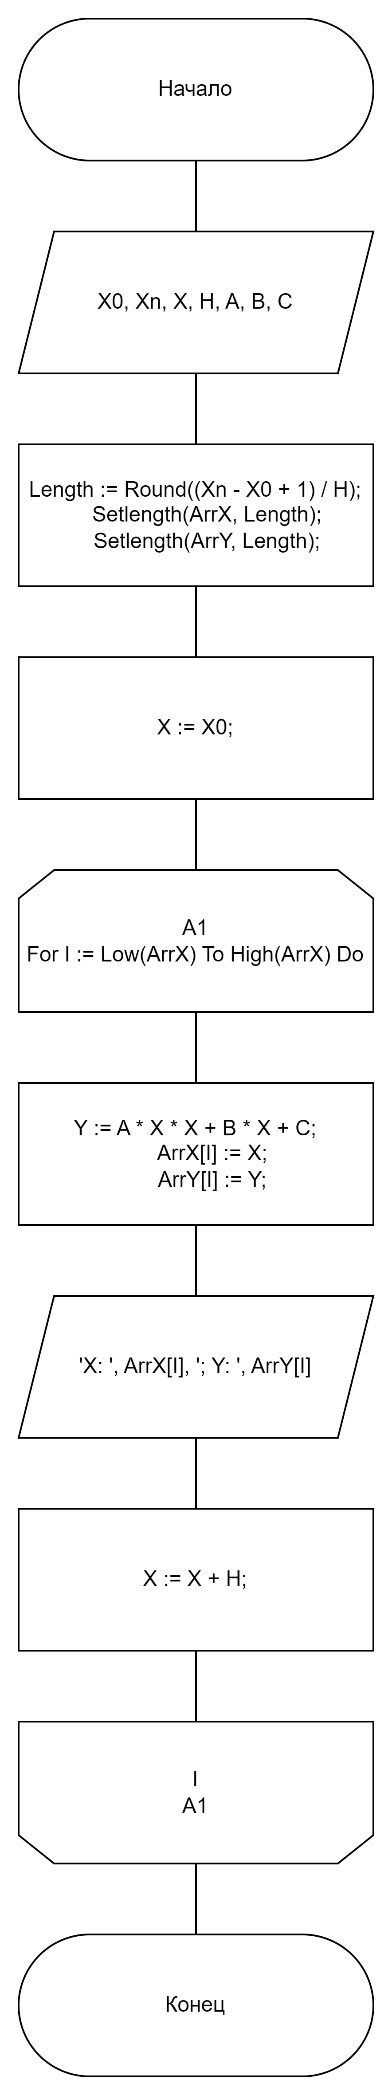 Начало
X0, Xn, X, H, A, B, C
Length := Round((Xn - X0 + 1) / H);
Setlength(ArrX, Length);
Setlength(ArrY, Length);
X := X0;
A1
For I := Low(ArrX) To High(ArrX) Do
Y := A * X * X + B * X + C;
ArrX[I] := X;
ArrY[I] := Y;
'X: ', ArrX[I], '; Y: ', ArrY[I]
X := X + H;
I
A1
Конец